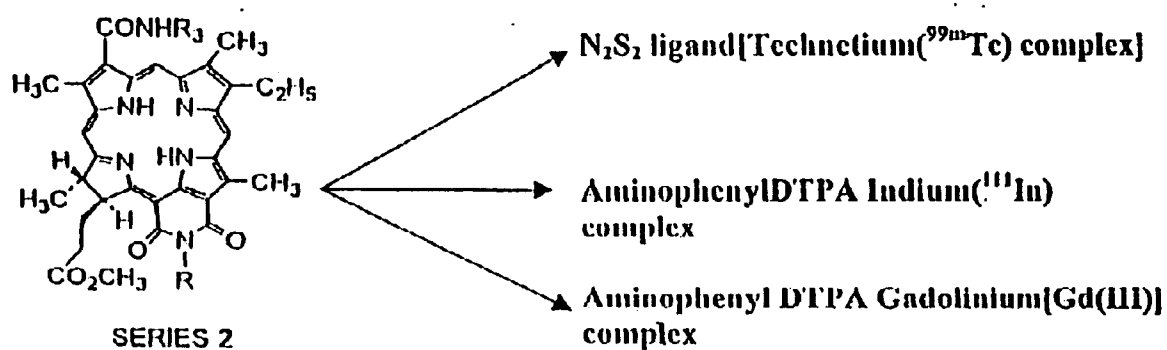 CONHR₃
CH₃
H₃C
C₂H₅
NH
N
N
HN
H
H₃C
H
CH₃
O
N
O
CO₂CH₃
R
SERIES 2
N₂S₂ ligand[Technetium(⁹⁹ᵐTc) complex]
AminophenylDTPA Indium(¹¹¹In)
complex
Aminophenyl DTPA Gadolinium[Gd(III)]
complex